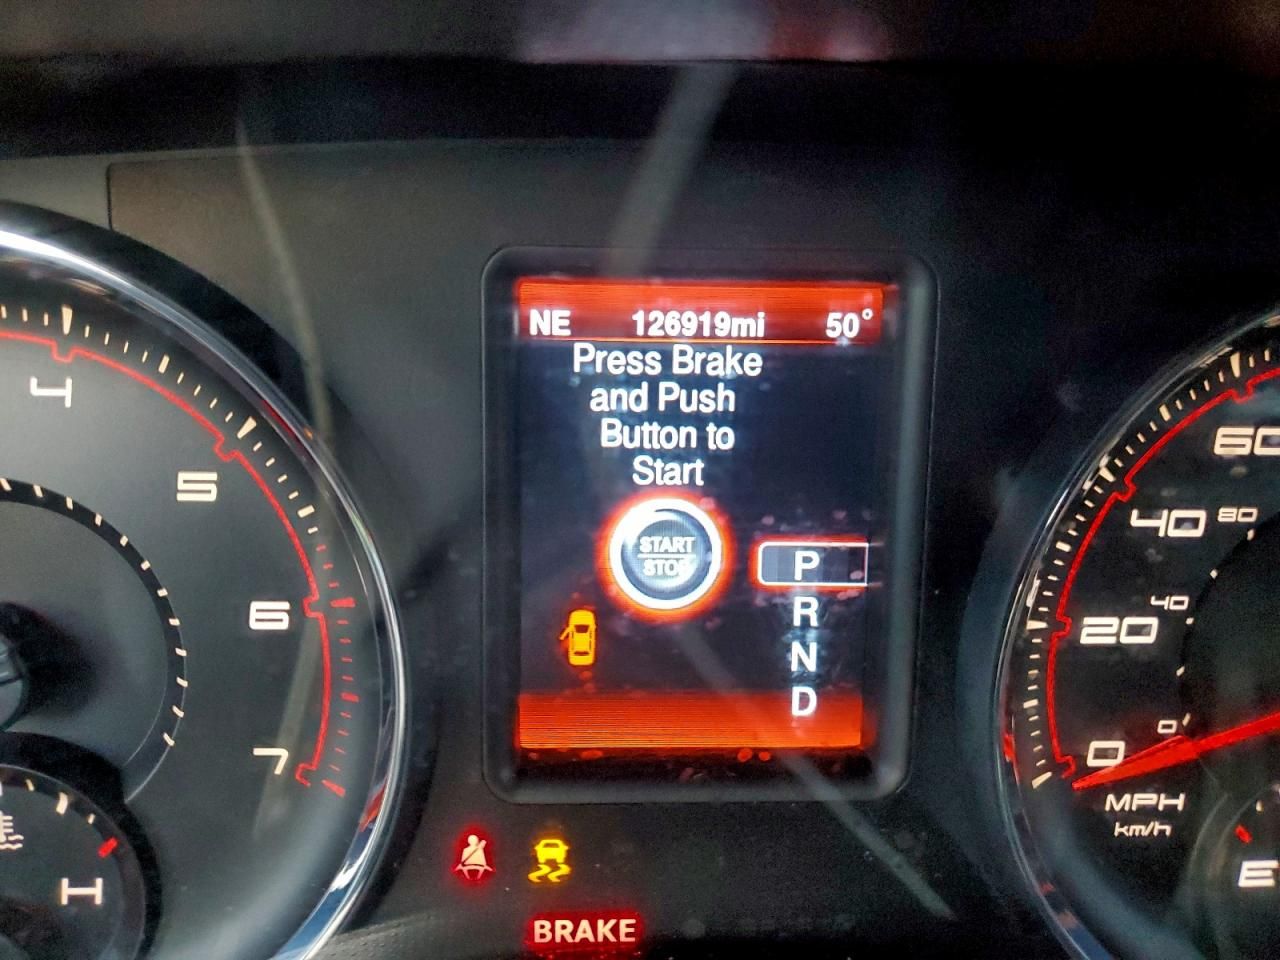 NE 126919mi 50°
Press Brake
and Push
Button to
Start
START
STOP
P
R
N
D
4
5
6
7
H
60
40 80
20 40
0 0
MPH
km/h
E
BRAKE